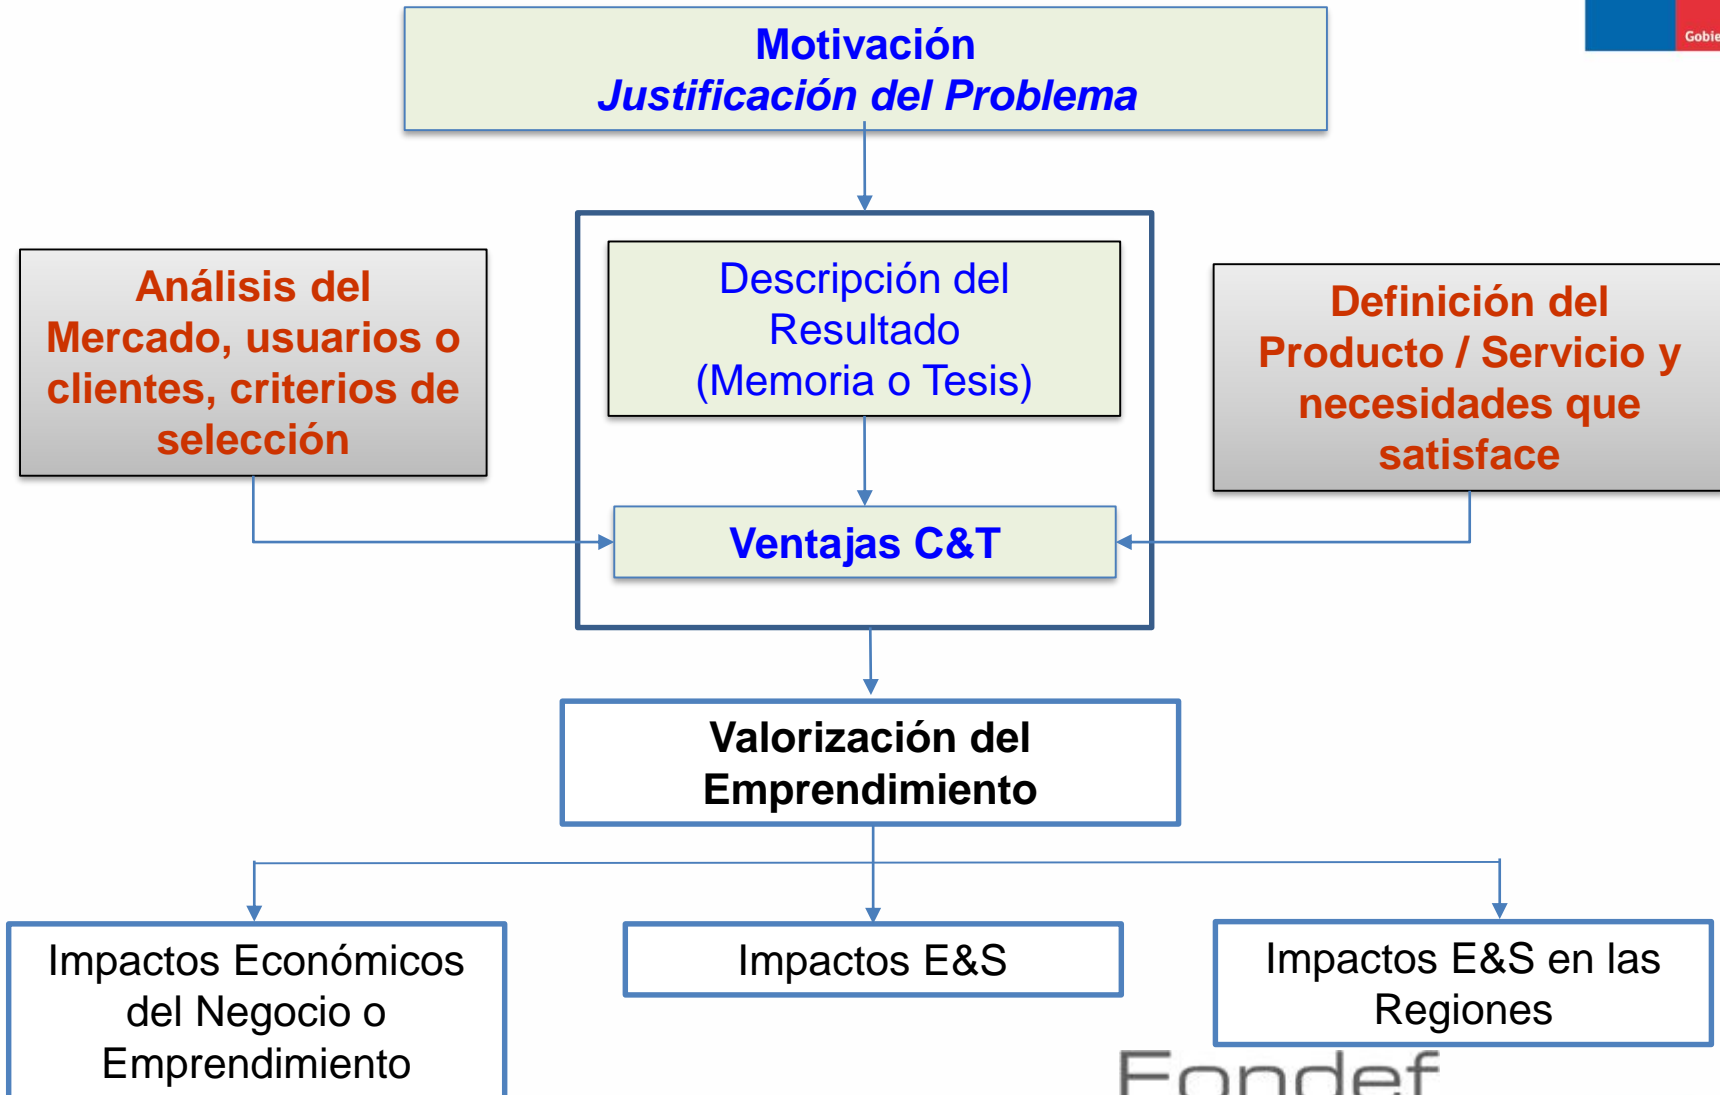 Gobie
Motivación
Justificación del Problema
Análisis del
Mercado, usuarios o
clientes, criterios de
selección
Descripción del
Resultado
(Memoria o Tesis)
Definición del
Producto / Servicio y
necesidades que
satisface
Ventajas C&T
Valorización del
Emprendimiento
Impactos Económicos
del Negocio o
Emprendimiento
Impactos E&S
Impactos E&S en las
Regiones
Fondef